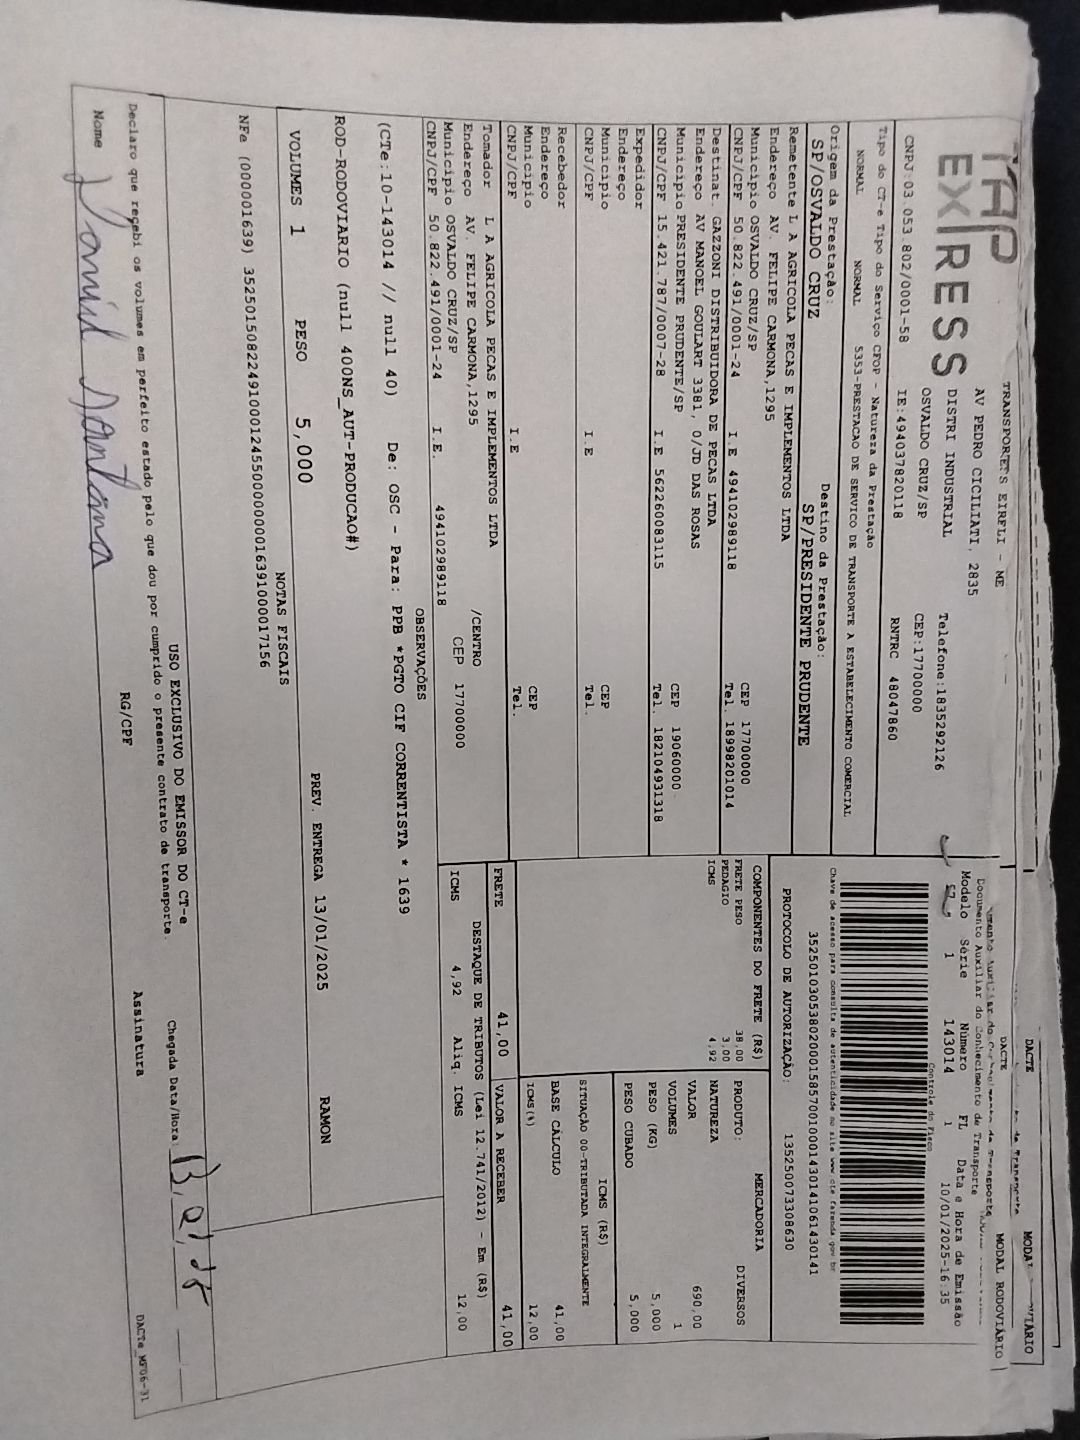 TAP
EXPRESS
TRANSPORTES EIRELI - ME
AV PEDRO CICILIATI, 2835
DISTRI INDUSTRIAL Telefone:1835292126
OSVALDO CRUZ/SP CEP:17700000
CNPJ:03.053.802/0001-58 IE:494037820118 RNTRC 48047860
DACTE
MODAL RODOVIÁRIO
Documento Auxiliar do Conhecimento de Transporte
Modelo Série Número FL Data e Hora de Emissão
57 1 143014 1 10/01/2025-16:35
Controle do Fisco
Chave de acesso para consulta de autenticidade no site www.cte.fazenda.gov.br
PROTOCOLO DE AUTORIZAÇÃO: 135250073308630
Tipo do CT-e Tipo do Serviço CFOP - Natureza da Prestação
NORMAL NORMAL 5353-PRESTACAO DE SERVICO DE TRANSPORTE A ESTABELECIMENTO COMERCIAL
Origem da Prestação: Destino da Prestação:
SP/OSVALDO CRUZ SP/PRESIDENTE PRUDENTE
Remetente L A AGRICOLA PECAS E IMPLEMENTOS LTDA
Endereço AV. FELIPE CARMONA,1295
Municipio OSVALDO CRUZ/SP CEP 17700000
CNPJ/CPF 50.822.491/0001-24 I.E 494102989118 Tel. 18998201014
Destinat. GAZZONI DISTRIBUIDORA DE PECAS LTDA
Endereço AV MANOEL GOULART 3381, 0/JD DAS ROSAS
Municipio PRESIDENTE PRUDENTE/SP CEP 19060000
CNPJ/CPF 15.421.787/0007-28 I.E 562260083115 Tel. 182104931318
Expedidor
Endereço
Municipio CEP
CNPJ/CPF I.E Tel.
Recebedor
Endereço
Municipio CEP
CNPJ/CPF I.E Tel.
Tomador L A AGRICOLA PECAS E IMPLEMENTOS LTDA
Endereço AV. FELIPE CARMONA,1295 /CENTRO
Municipio OSVALDO CRUZ/SP CEP 17700000
CNPJ/CPF 50.822.491/0001-24 I.E. 494102989118
COMPONENTES DO FRETE (R$)
FRETE PESO 38,00
PEDAGIO 3,00
ICMS 4,92
MERCADORIA
PRODUTO: DIVERSOS
NATUREZA
VALOR 690,00
VOLUMES 1
PESO (KG) 5,000
PESO CUBADO 5,000
ICMS (R$)
SITUAÇÃO 00-TRIBUTADA INTEGRALMENTE
BASE CÁLCULO 41,00
ICMS(%) 12,00
FRETE 41,00 VALOR A RECEBER 41,00
DESTAQUE DE TRIBUTOS (Lei 12.741/2012) - Em (R$)
ICMS 4,92 Aliq. ICMS 12,00
OBSERVAÇÕES
(CTe:10-143014 // null 40) De: OSC - Para: PPB *PGTO CIF CORRENTISTA * 1639
ROD-RODOVIARIO (null 400NS_AUT-PRODUCAO#)
VOLUMES 1 PESO 5,000 PREV. ENTREGA 13/01/2025 RAMON
NOTAS FISCAIS
USO EXCLUSIVO DO EMISSOR DO CT-e
Declaro que recebi os volumes em perfeito estado pelo que dou por cumprido o presente contrato de transporte. Chegada Data/Hora:
Nome RG/CPF Assinatura
DACTe_MF06-31